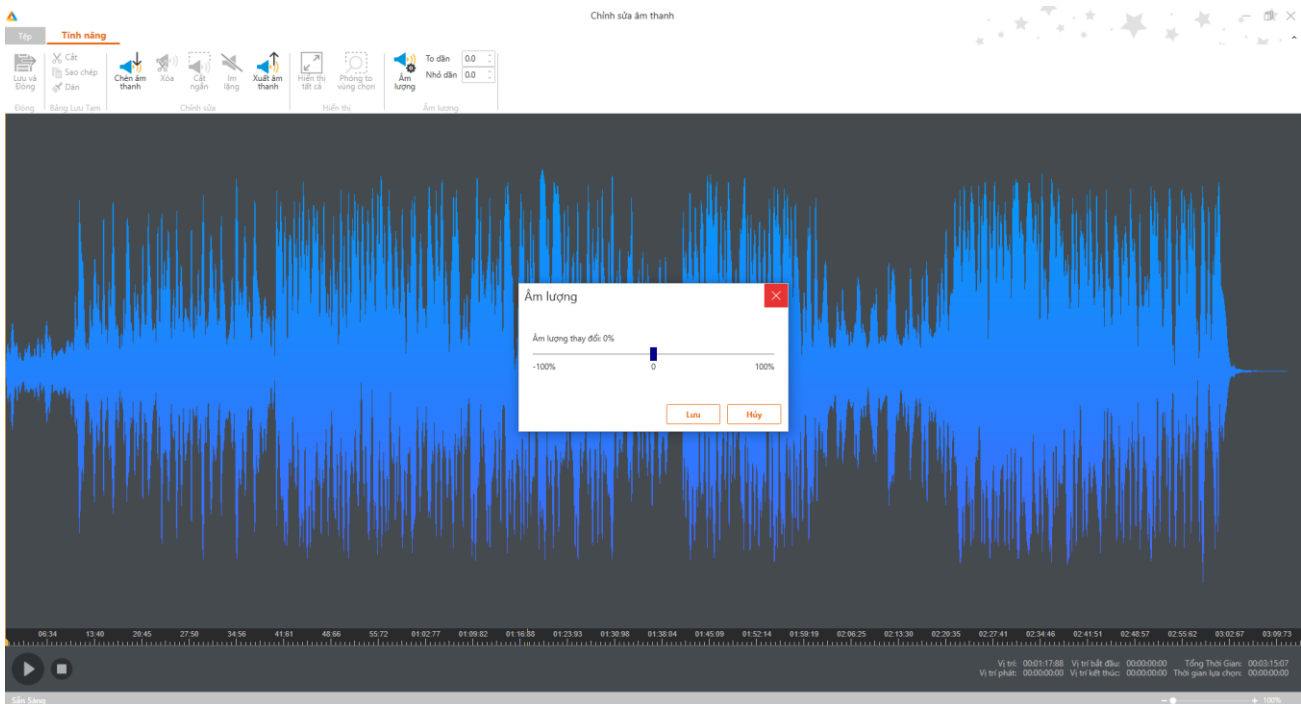 Chỉnh sửa âm thanh
Tệp
Tính năng
Lưu và
Đóng
Cắt
Sao chép
Dán
Chèn âm
thanh
Xóa
Cắt
ngắn
Im
lặng
Xuất âm
thanh
Hiển thị
tất cả
Phóng to
vùng chọn
Âm
lượng
To dần 0.0
Nhỏ dần 0.0
Đóng
Bảng Lưu Tạm
Chỉnh sửa
Hiển thị
Âm lượng
Âm lượng
Âm lượng thay đổi: 0%
-100% 0 100%
Lưu Hủy
06:34 13:40 20:45 27:50 34:56 41:61 48:66 55:72 01:02:77 01:09:82 01:16:88 01:23:93 01:30:98 01:38:04 01:45:09 01:52:14 01:59:19 02:06:25 02:13:30 02:20:35 02:27:41 02:34:46 02:41:51 02:48:57 02:55:62 03:02:67 03:09:73
Vị trí: 00:01:17:88 Vị trí bắt đầu: 00:00:00:00 Tổng Thời Gian: 00:03:15:07
Vị trí phát: 00:00:00:00 Vị trí kết thúc: 00:00:00:00 Thời gian lựa chọn: 00:00:00:00
Sẵn Sàng
100%